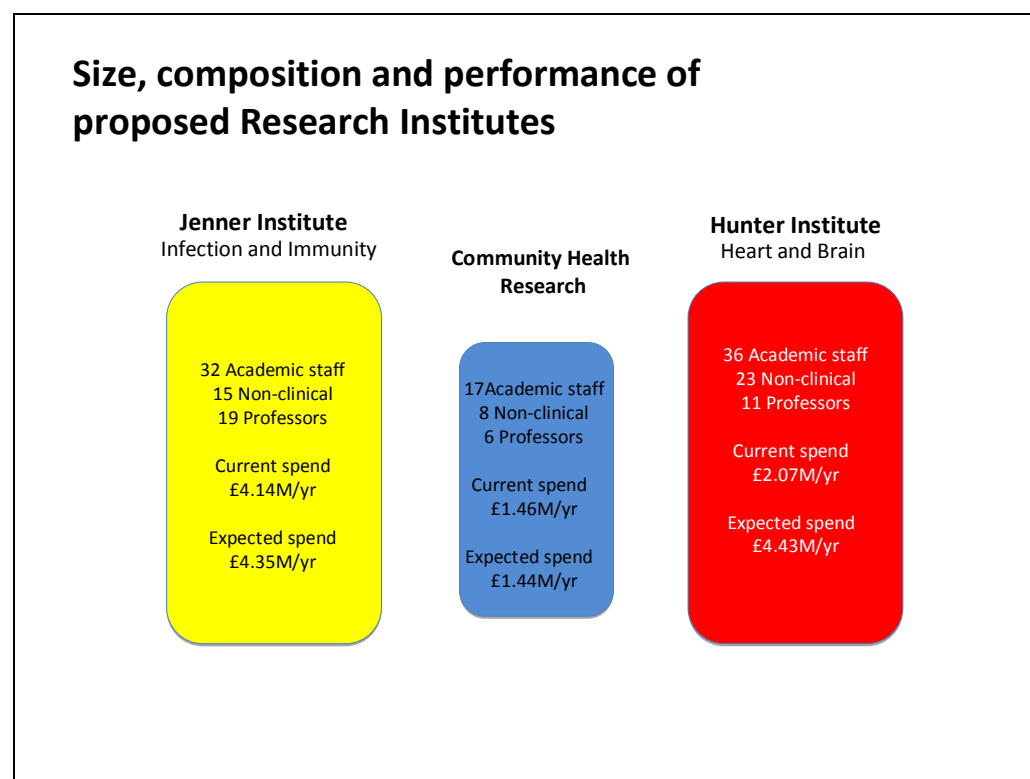 Size, composition and performance of
proposed Research Institutes
Jenner Institute
Infection and Immunity
32 Academic staff
15 Non-clinical
19 Professors
Current spend
£4.14M/yr
Expected spend
£4.35M/yr
Community Health
Research
17Academic staff
8 Non-clinical
6 Professors
Current spend
£1.46M/yr
Expected spend
£1.44M/yr
Hunter Institute
Heart and Brain
36 Academic staff
23 Non-clinical
11 Professors
Current spend
£2.07M/yr
Expected spend
£4.43M/yr